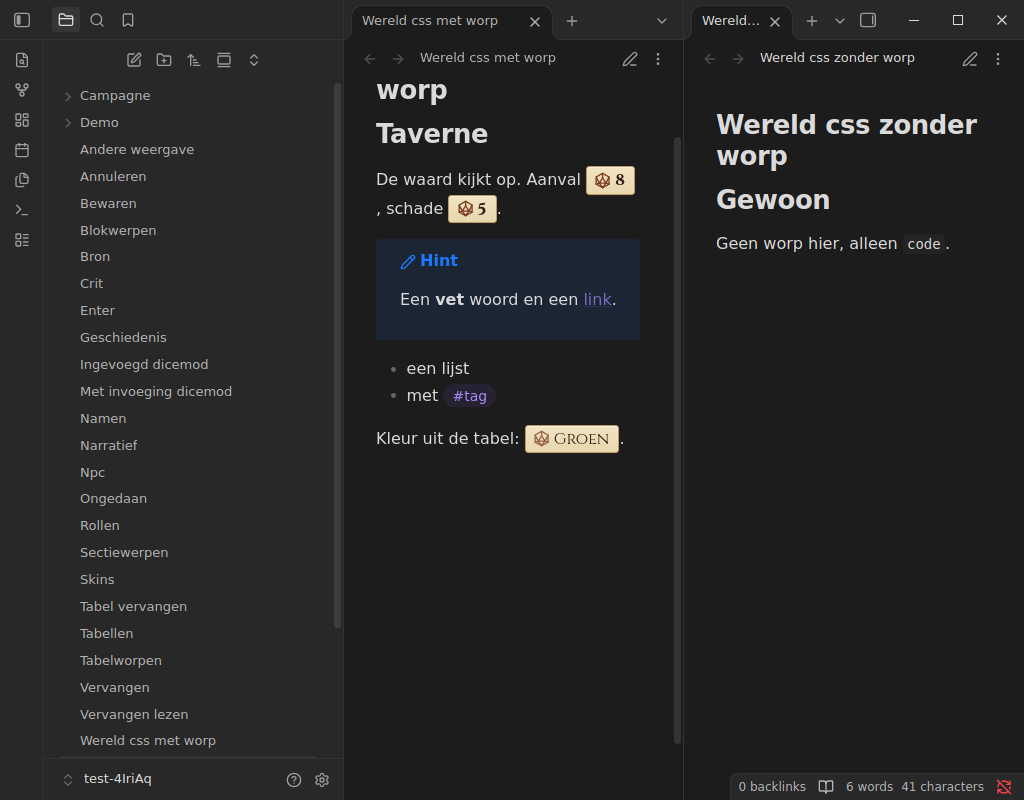 Wereld css met worp
Wereld...
Campagne
Demo
Andere weergave
Annuleren
Bewaren
Blokwerpen
Bron
Crit
Enter
Geschiedenis
Ingevoegd dicemod
Met invoeging dicemod
Namen
Narratief
Npc
Ongedaan
Rollen
Sectiewerpen
Skins
Tabel vervangen
Tabellen
Tabelworpen
Vervangen
Vervangen lezen
Wereld css met worp
test-4IriAq
Wereld css met worp
worp
Taverne
De waard kijkt op. Aanval 8
, schade 5.
Hint
Een vet woord en een link.
een lijst
met #tag
Kleur uit de tabel: Groen.
Wereld css zonder worp
Wereld css zonder
worp
Gewoon
Geen worp hier, alleen code.
0 backlinks 6 words 41 characters